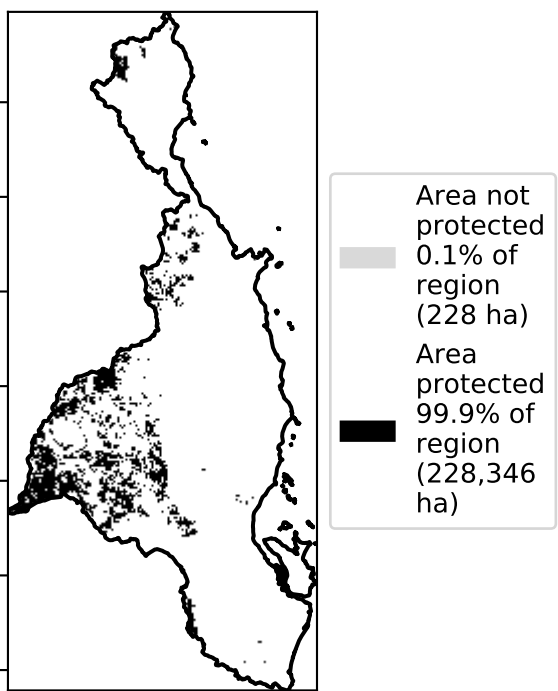 Area not
protected
0.1% of
region
(228 ha)
Area
protected
99.9% of
region
(228,346
ha)